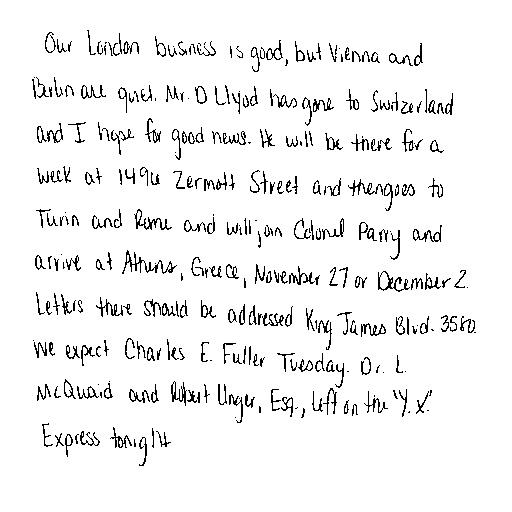 Our London business is good, but Vienna and
Berlin are quiet. Mr. D Llyod has gone to Switzerland
and I hope for good news. He will be there for a
week at 1496 Zermott Street and then goes to
Turin and Rome and will join Colonel Parry and
arrive at Athens, Greece, November 27 or December 2.
Letters there should be addressed King James Blvd. 3580.
We expect Charles E. Fuller Tuesday. Dr. L
McQuaid and Robert Unger, Esq., left on the "Y.X."
Express tonight